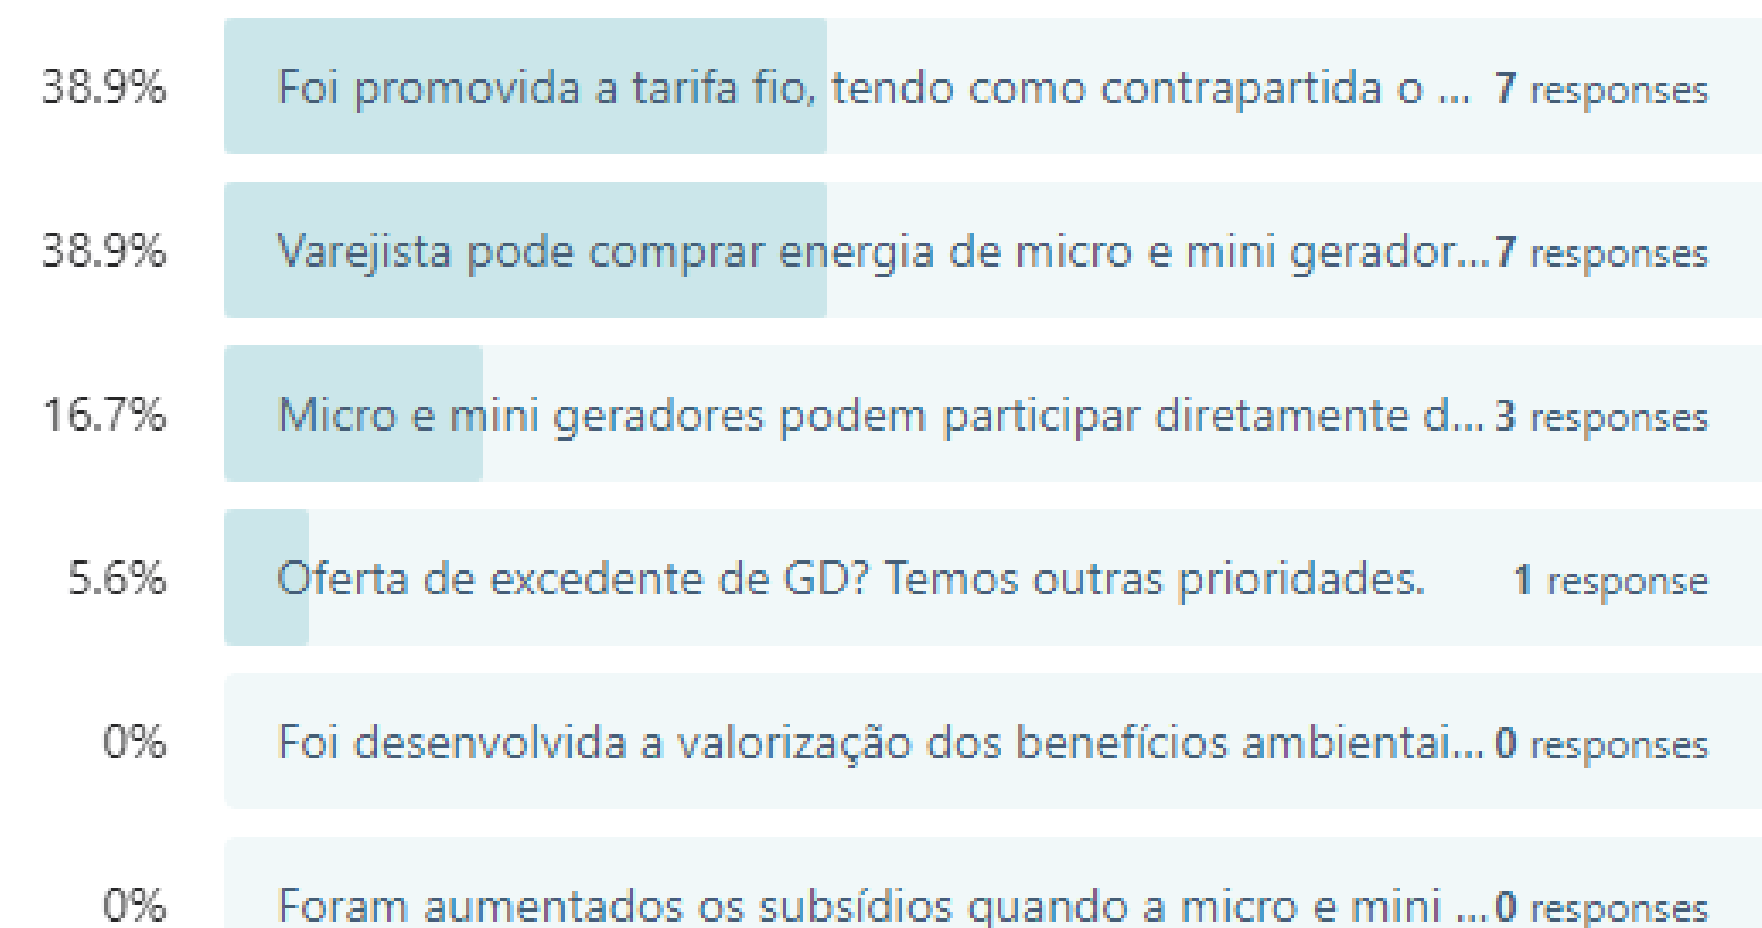 38.9% Foi promovida a tarifa fio, tendo como contrapartida o ... 7 responses
38.9% Varejista pode comprar energia de micro e mini gerador... 7 responses
16.7% Micro e mini geradores podem participar diretamente d... 3 responses
5.6% Oferta de excedente de GD? Temos outras prioridades. 1 response
0% Foi desenvolvida a valorização dos benefícios ambientai... 0 responses
0% Foram aumentados os subsídios quando a micro e mini ... 0 responses